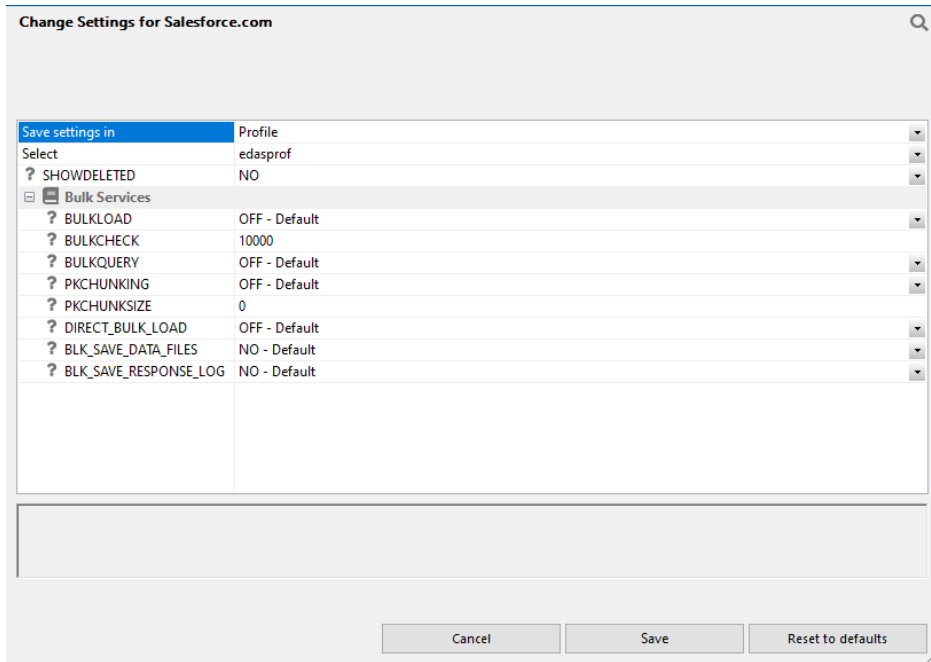 Change Settings for Salesforce.com
Save settings in Profile
Select edasprof
? SHOWDELETED NO
Bulk Services
? BULKLOAD OFF - Default
? BULKCHECK 10000
? BULKQUERY OFF - Default
? PKCHUNKING OFF - Default
? PKCHUNKSIZE 0
? DIRECT_BULK_LOAD OFF - Default
? BLK_SAVE_DATA_FILES NO - Default
? BLK_SAVE_RESPONSE_LOG NO - Default
Cancel Save Reset to defaults